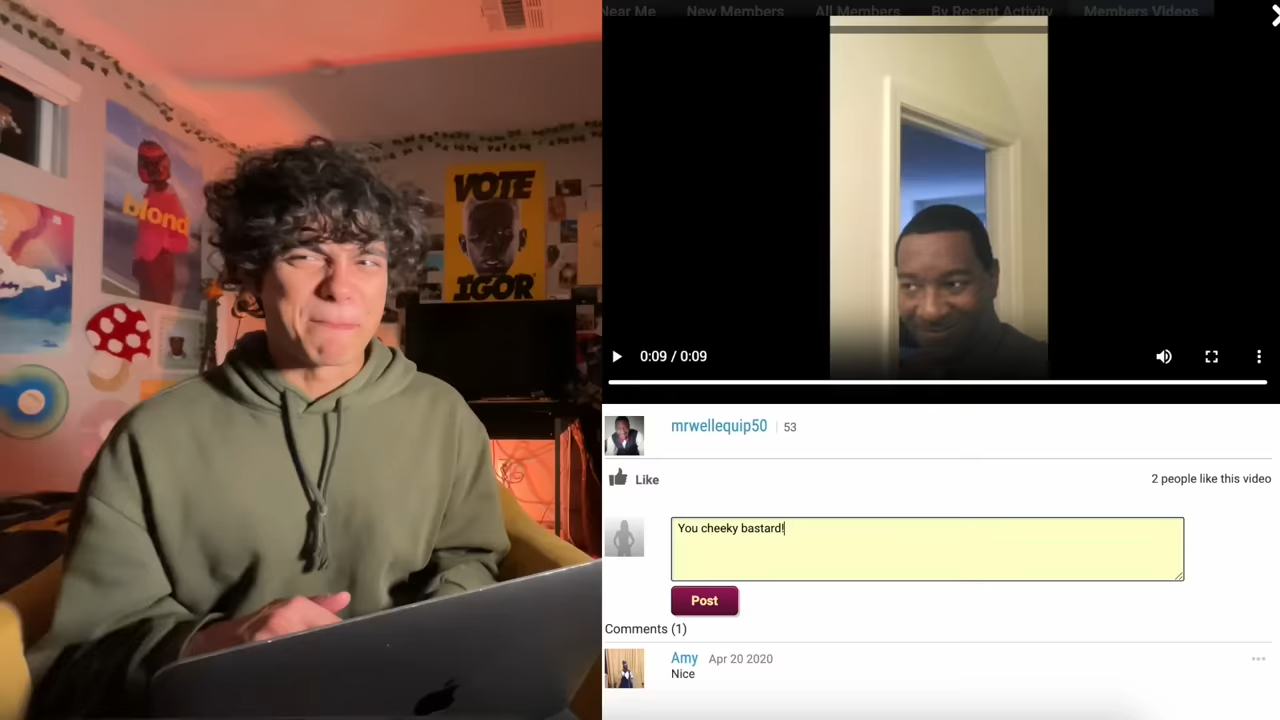 blond
VOTE
IGOR
Near Me
New Members
All Members
By Recent Activity
Members Videos
0:09 / 0:09
mrwellequip50
53
Like
2 people like this video
You cheeky bastard!
Post
Comments (1)
Amy
Apr 20 2020
Nice